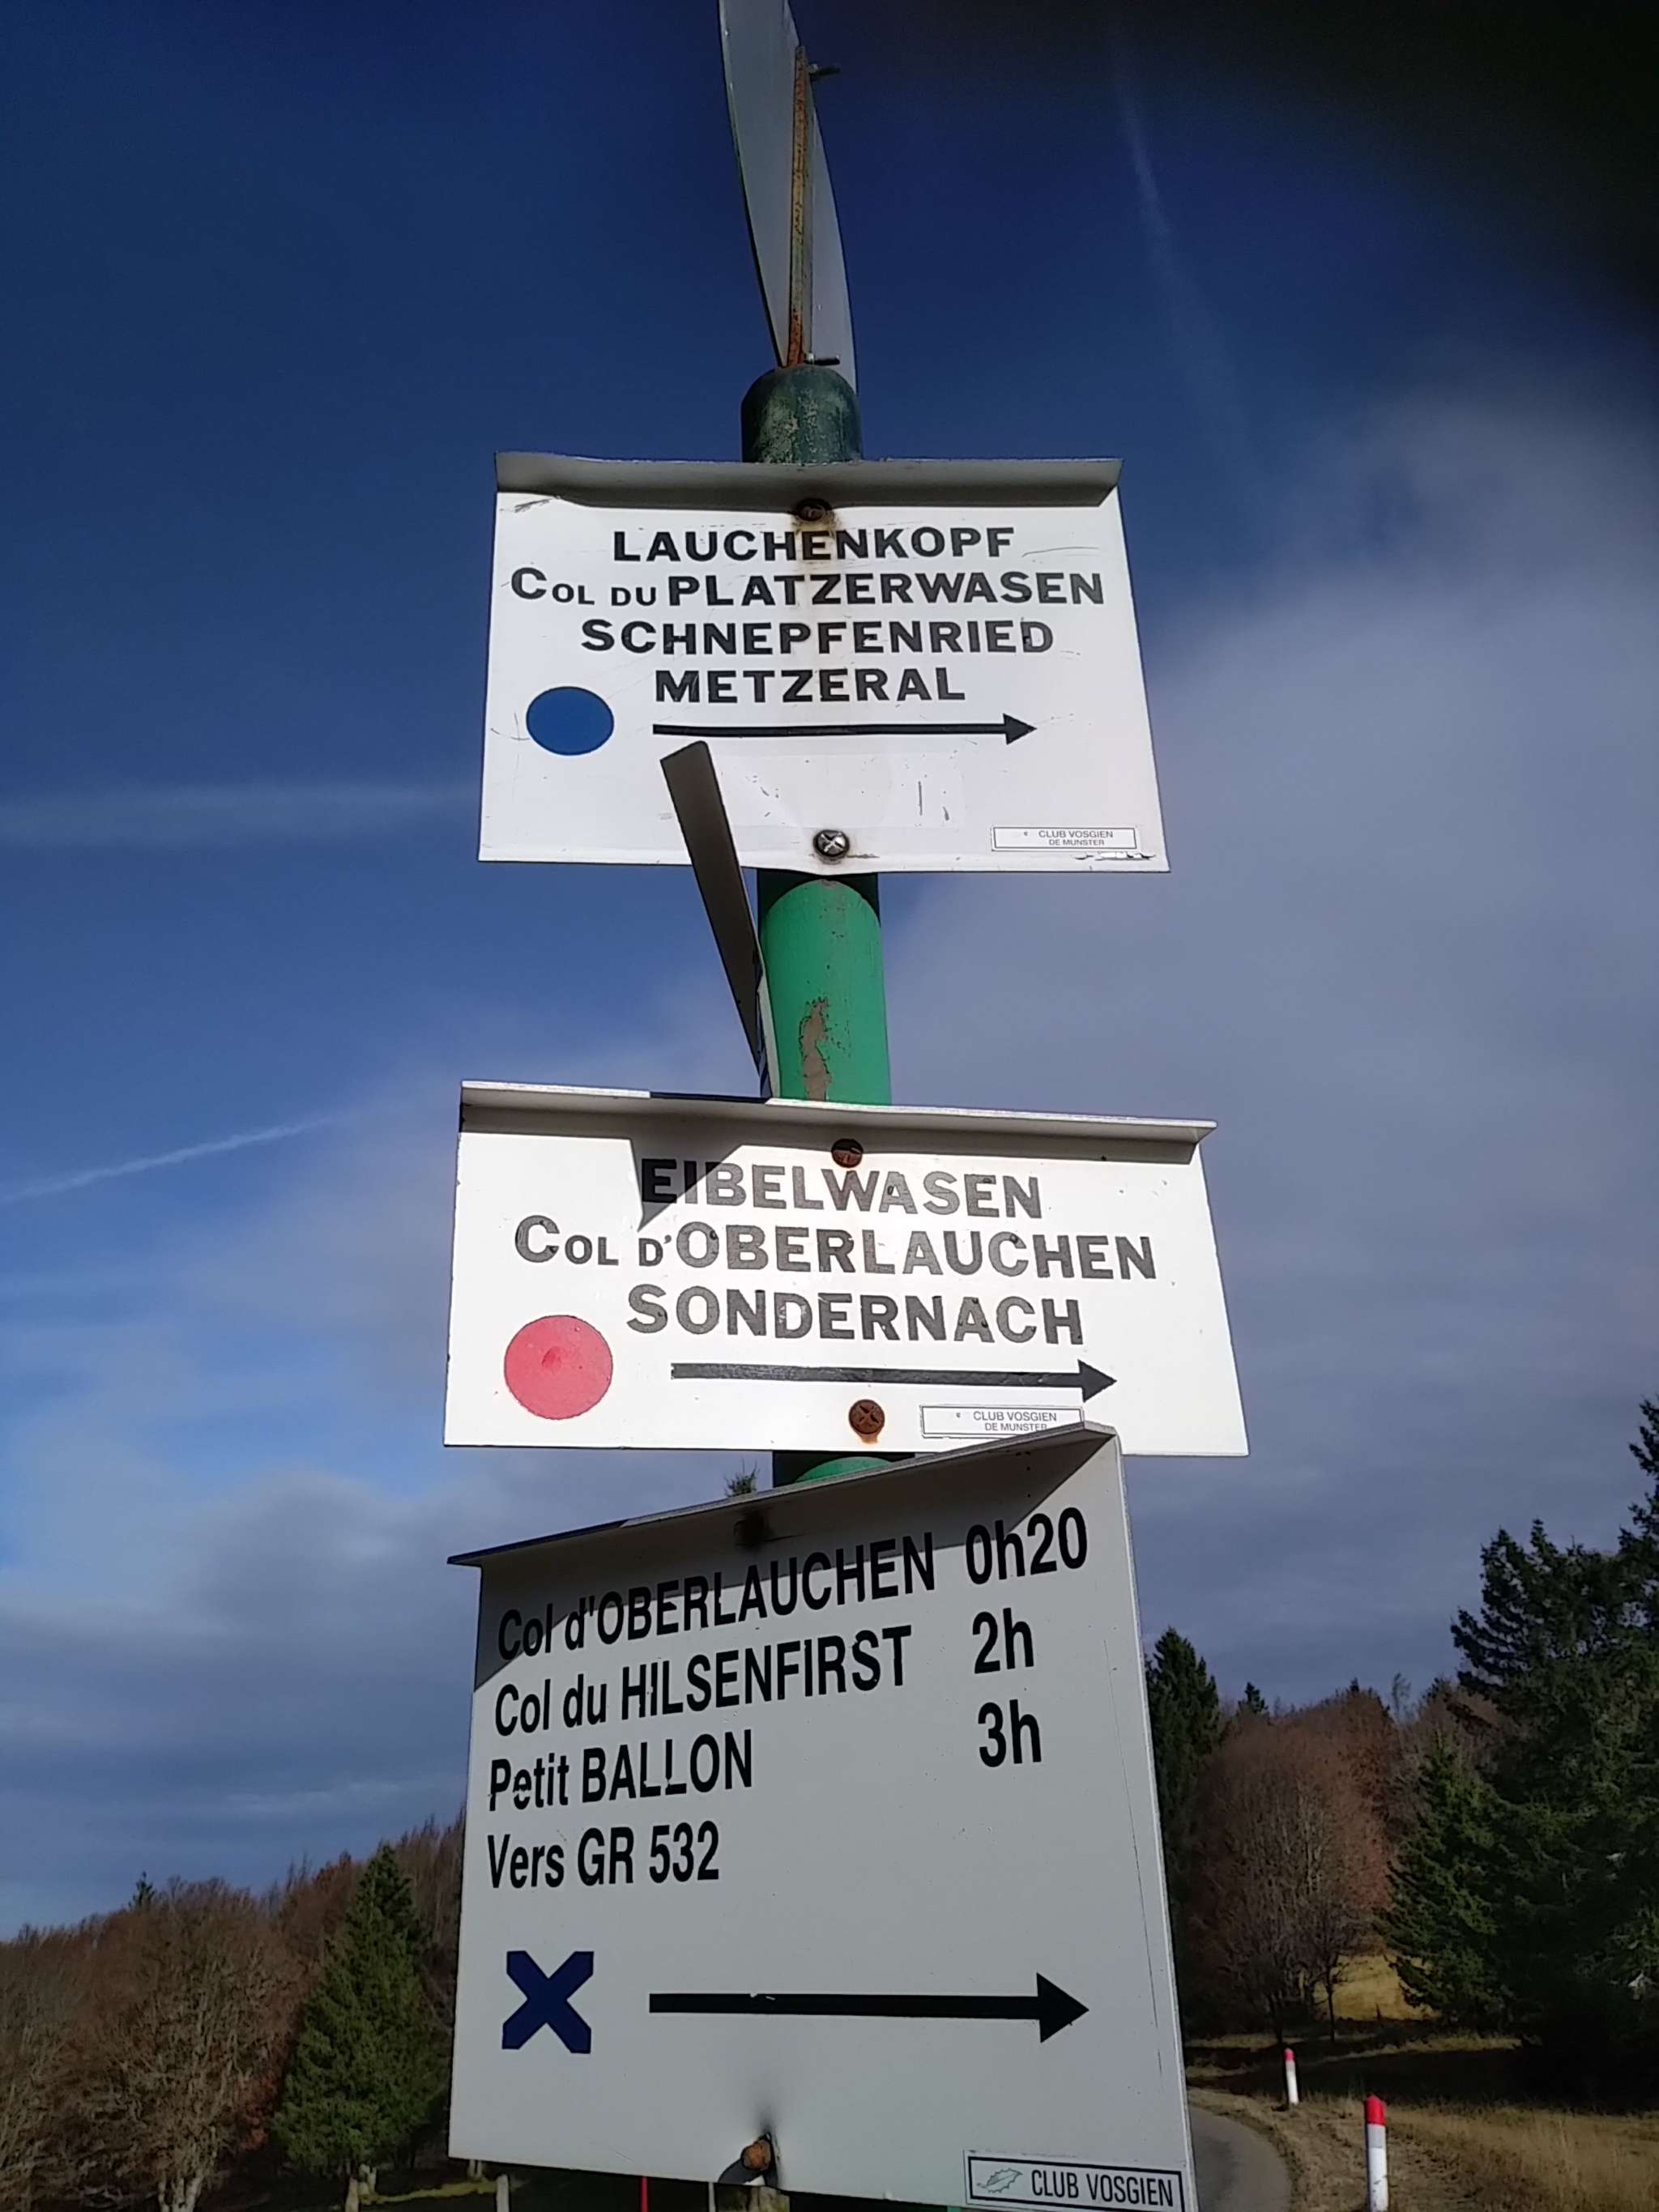 LAUCHENKOPF
COL DU PLATZERWASEN
SCHNEPFENRIED
METZERAL
CLUB VOSGIEN
DE MUNSTER
EIBELWASEN
COL D'OBERLAUCHEN
SONDERNACH
CLUB VOSGIEN
DE MUNSTER
Col d'OBERLAUCHEN 0h20
Col du HILSENFIRST 2h
Petit BALLON 3h
Vers GR 532
CLUB VOSGIEN